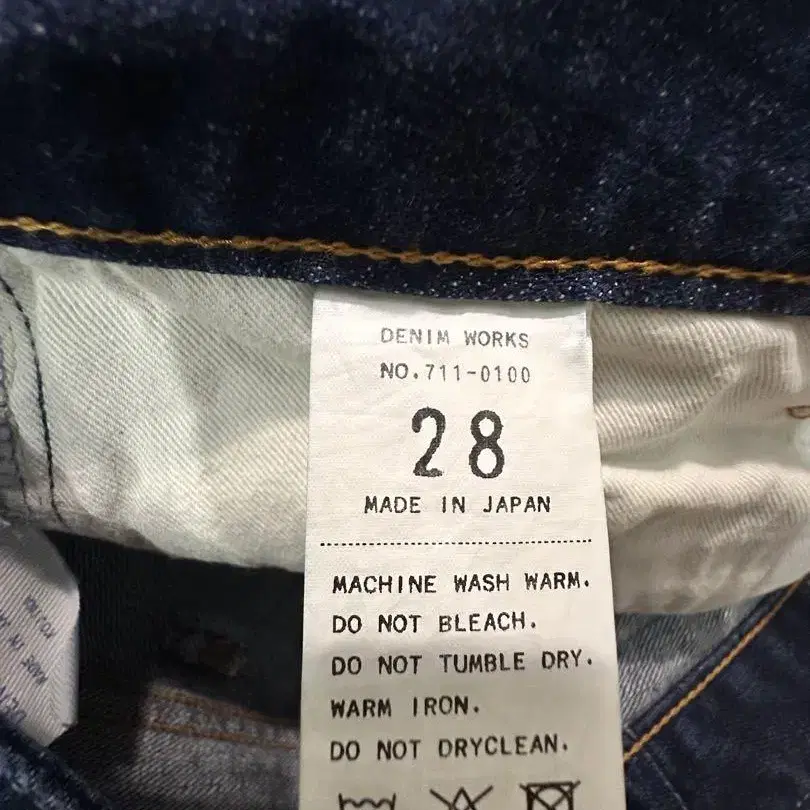 DENIM WORKS
NO.711-0100
28
MADE IN JAPAN
MACHINE WASH WARM.
DO NOT BLEACH.
DO NOT TUMBLE DRY.
WARM IRON.
DO NOT DRYCLEAN.